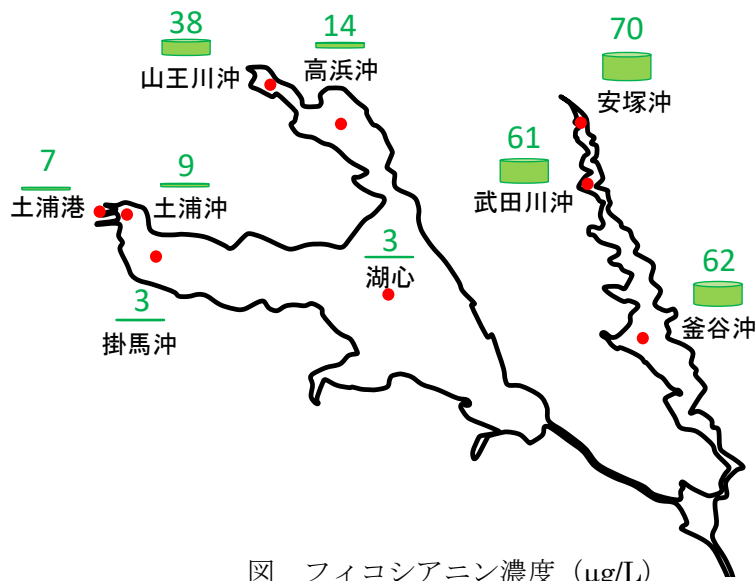 38
山王川沖
14
高浜沖
70
安塚沖
7
土浦港
9
土浦沖
61
武田川沖
3
湖心
3
掛馬沖
62
釜谷沖
図　フィコシアニン濃度（μg/L）